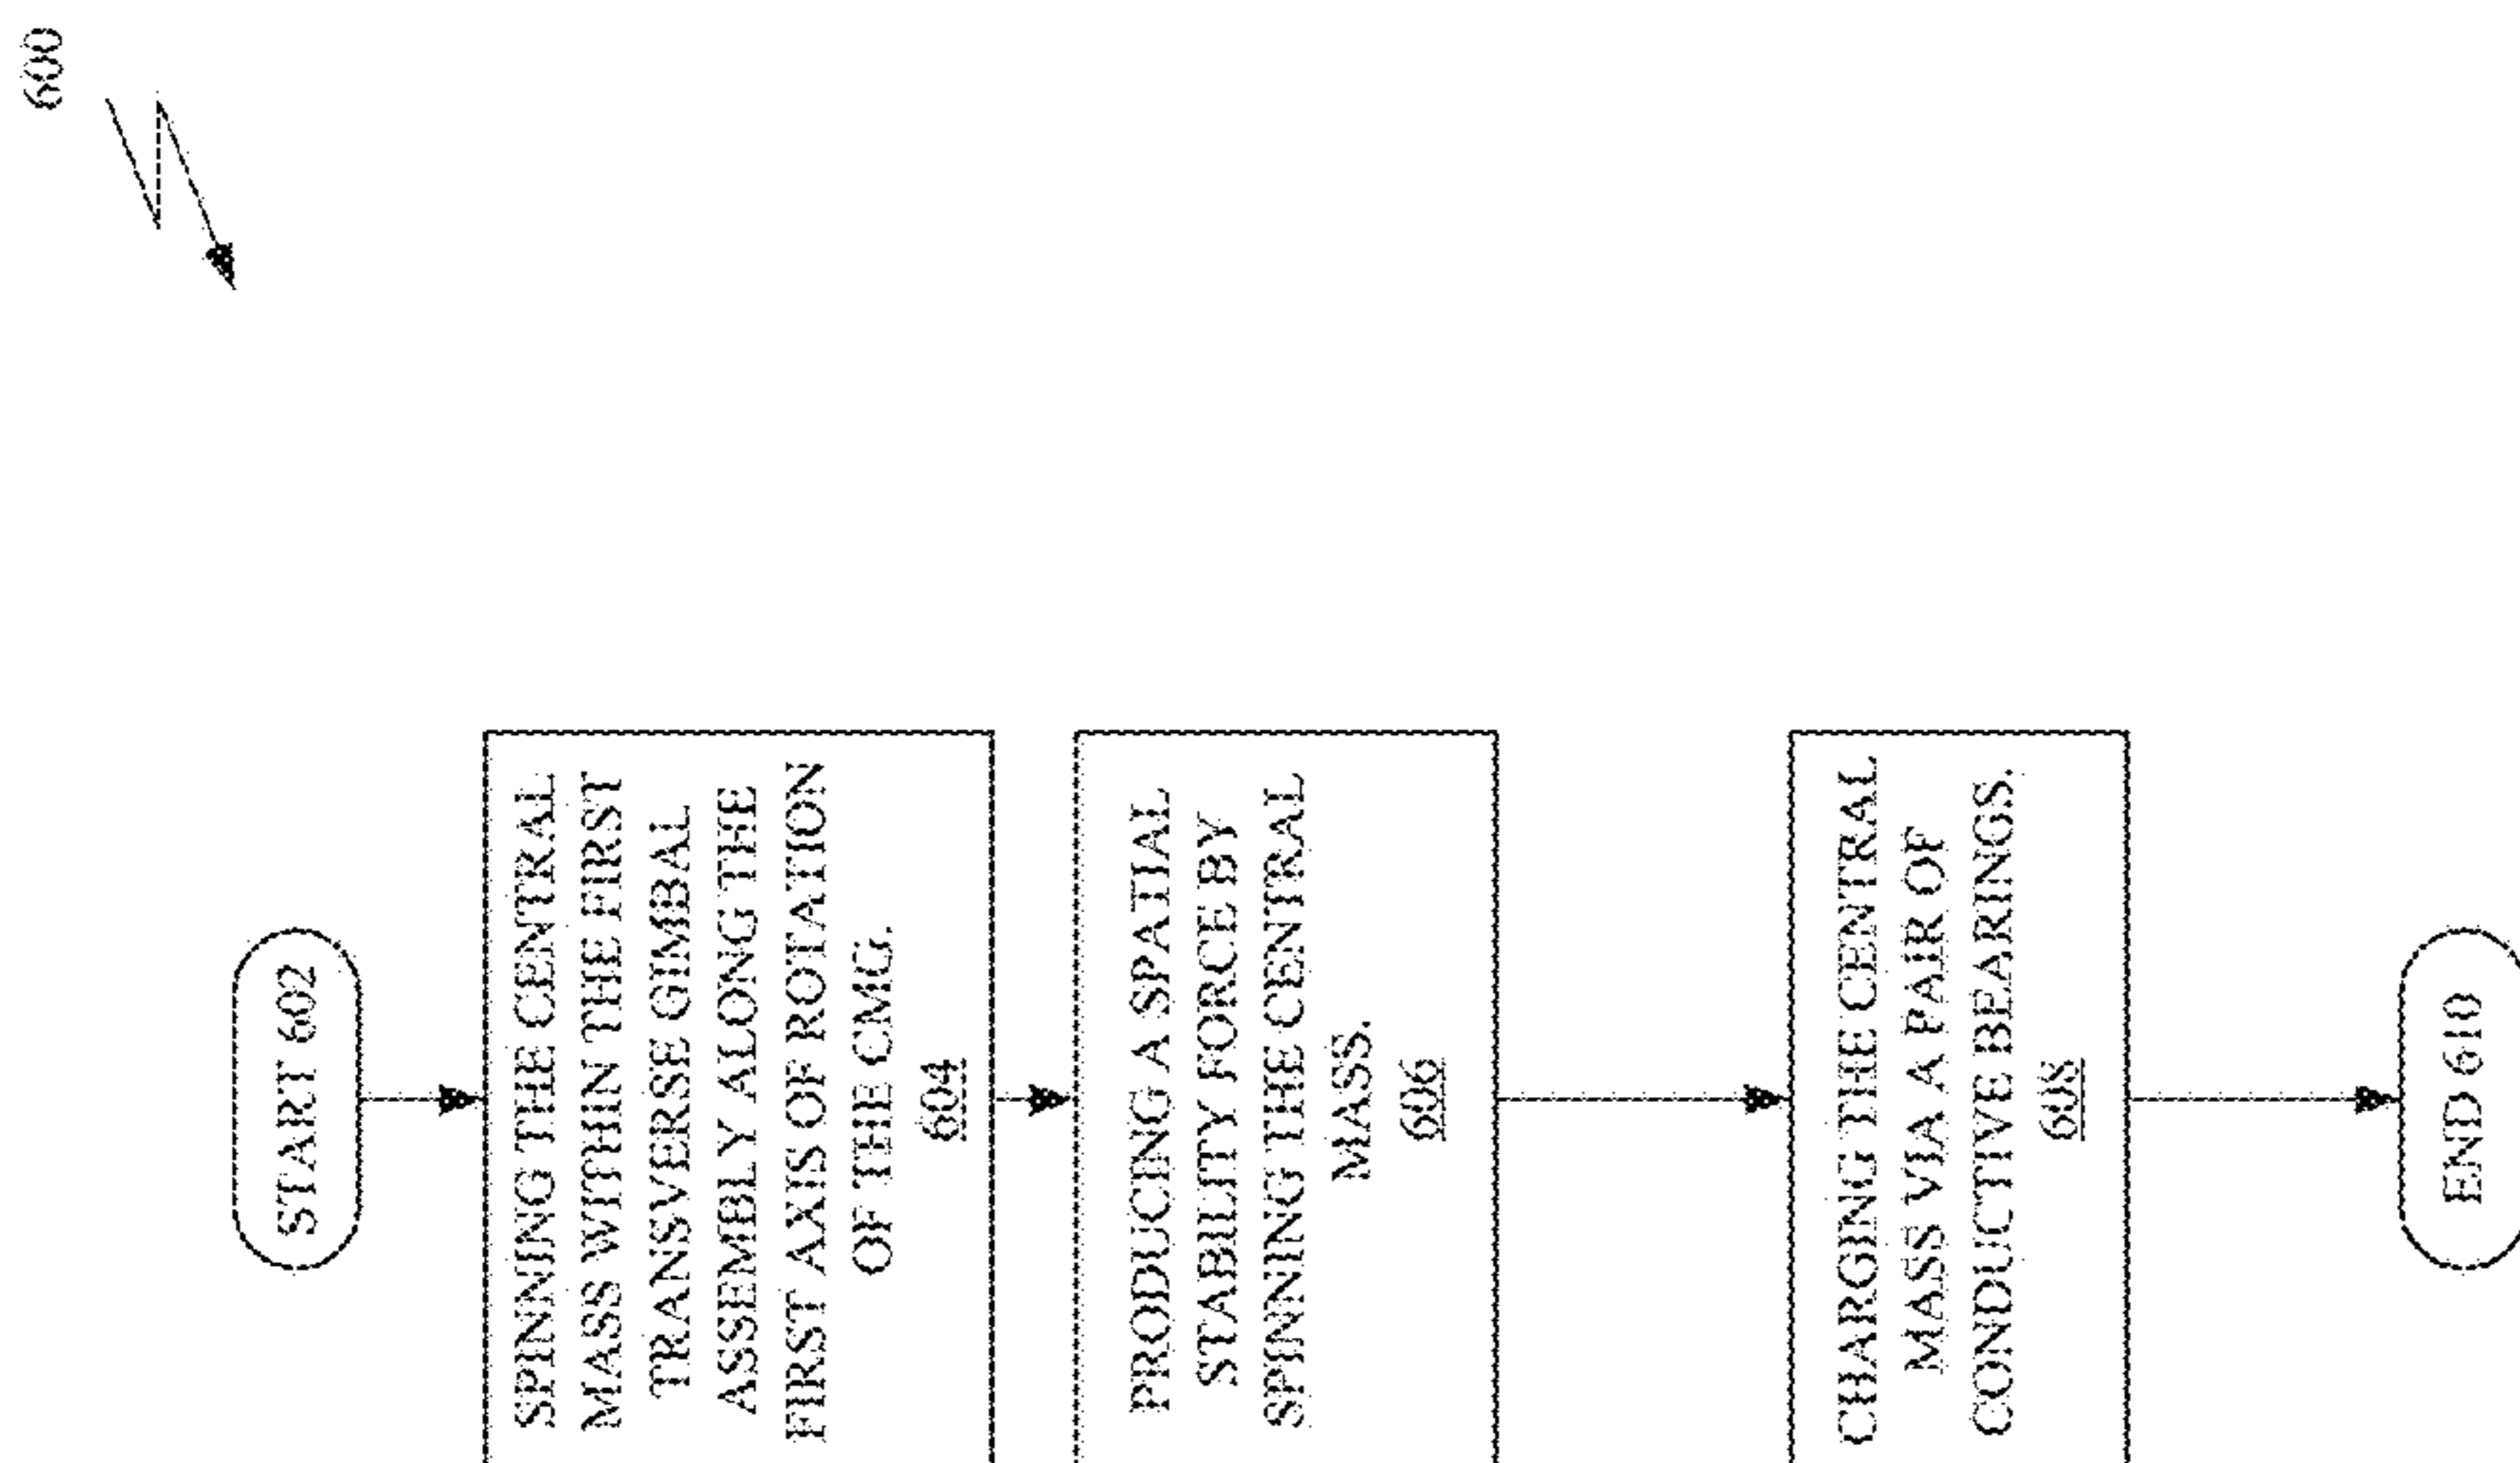 600
START 602
SPINNING THE CENTRAL
MASS WITHIN THE FIRST
TRANSVERSE GIMBAL
ASSEMBLY ALONG THE
FIRST AXIS OF ROTATION
OF THE CMG.
604
PRODUCING A SPATIAL
STABILITY FORCE BY
SPINNING THE CENTRAL
MASS.
606
CHARGING THE CENTRAL
MASS VIA A PAIR OF
CONDUCTIVE BEARINGS.
608
END 610